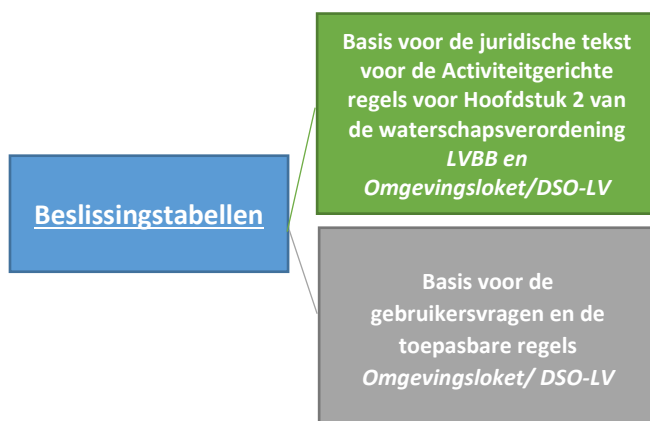 Beslissingstabellen
Basis voor de juridische tekst
voor de Activiteitgerichte
regels voor Hoofdstuk 2 van
de waterschapsverordening
LVBB en
Omgevingsloket/DSO-LV
Basis voor de
gebruikersvragen en de
toepasbare regels
Omgevingsloket/ DSO-LV